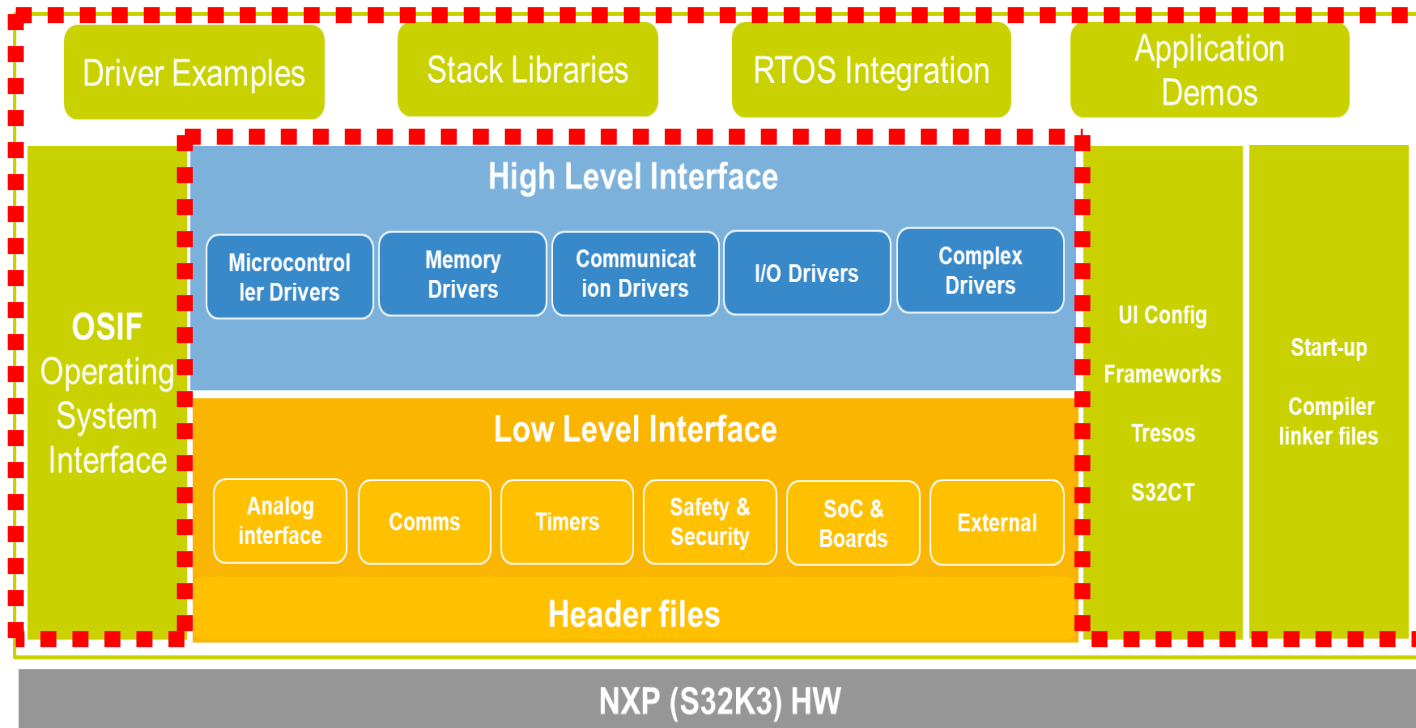 Driver Examples
Stack Libraries
RTOS Integration
Application
Demos
OSIF
Operating
System
Interface
High Level Interface
Microcontrol
ler Drivers
Memory
Drivers
Communicat
ion Drivers
I/O Drivers
Complex
Drivers
Low Level Interface
Analog
interface
Comms
Timers
Safety &
Security
SoC &
Boards
External
Header files
UI Config
Frameworks
Tresos
S32CT
Start-up
Compiler
linker files
NXP (S32K3) HW